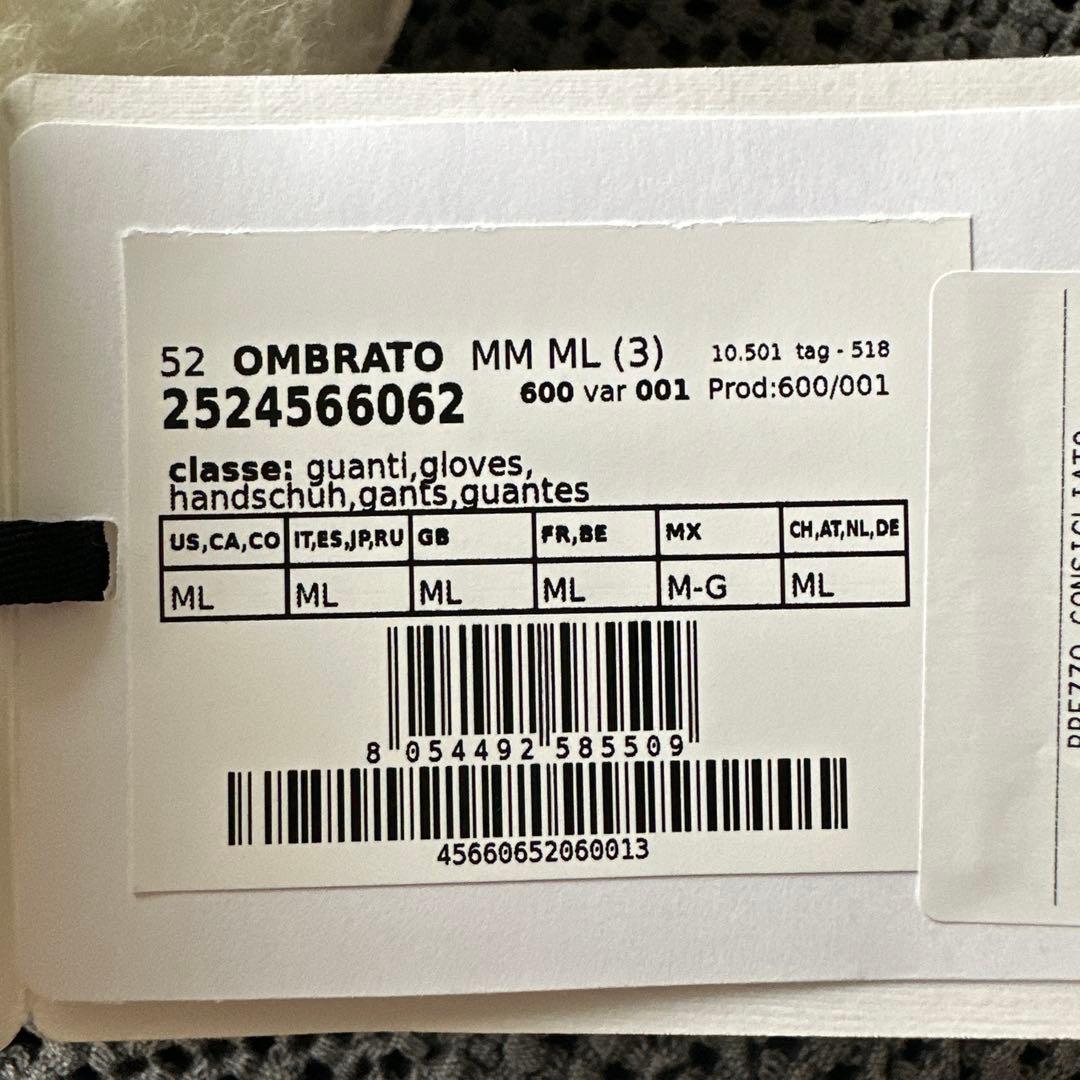 52 OMBRATO MM ML (3) 10.501 tag - 518
2524566062 600 var 001 Prod:600/001
classe: guanti,gloves,
handschuh,gants,guantes
US,CA,CO IT,ES,JP,RU GB FR,BE MX CH,AT,NL,DE
ML ML ML ML M-G ML
8 054492 585509
45660652060013
PREZZO CONSIGLIATO